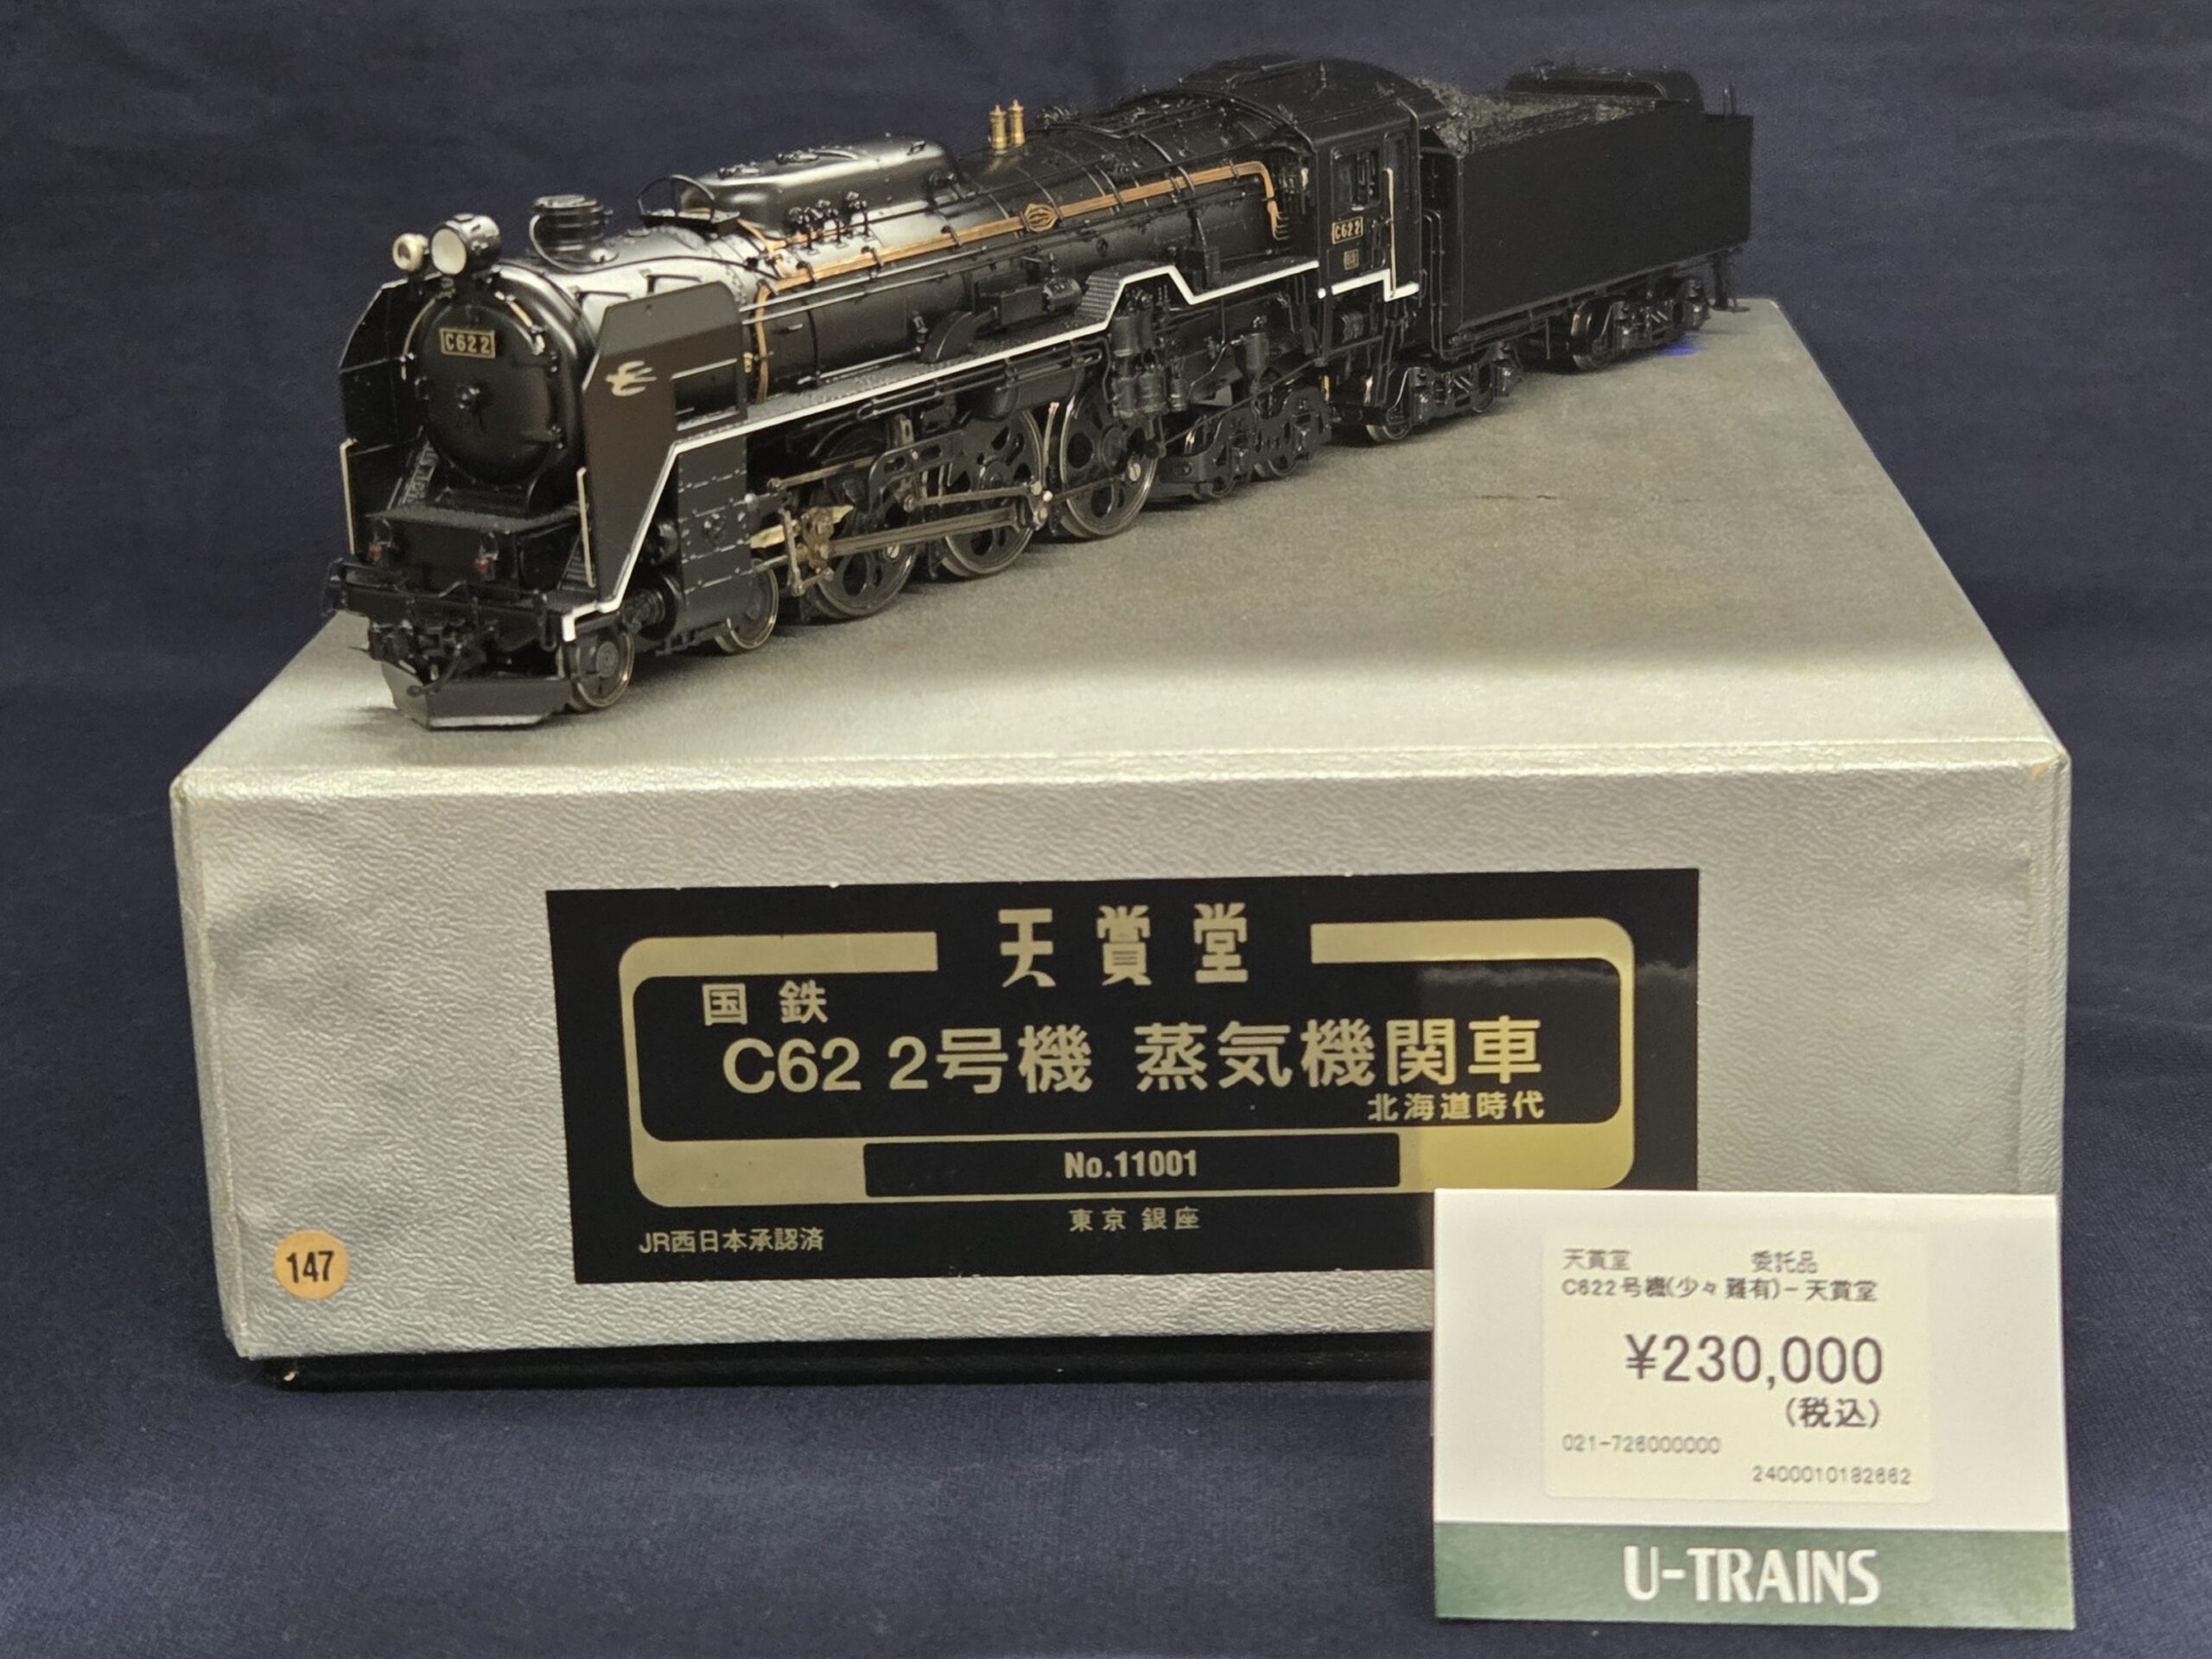 C622
C622
天賞堂
国鉄
C62 2号機 蒸気機関車
北海道時代
No.11001
東京 銀座
JR西日本承認済
147
天賞堂 委託品
C622号機(少々難有)-天賞堂
¥230,000
(税込)
021-726000000
2400010182662
U-TRAINS